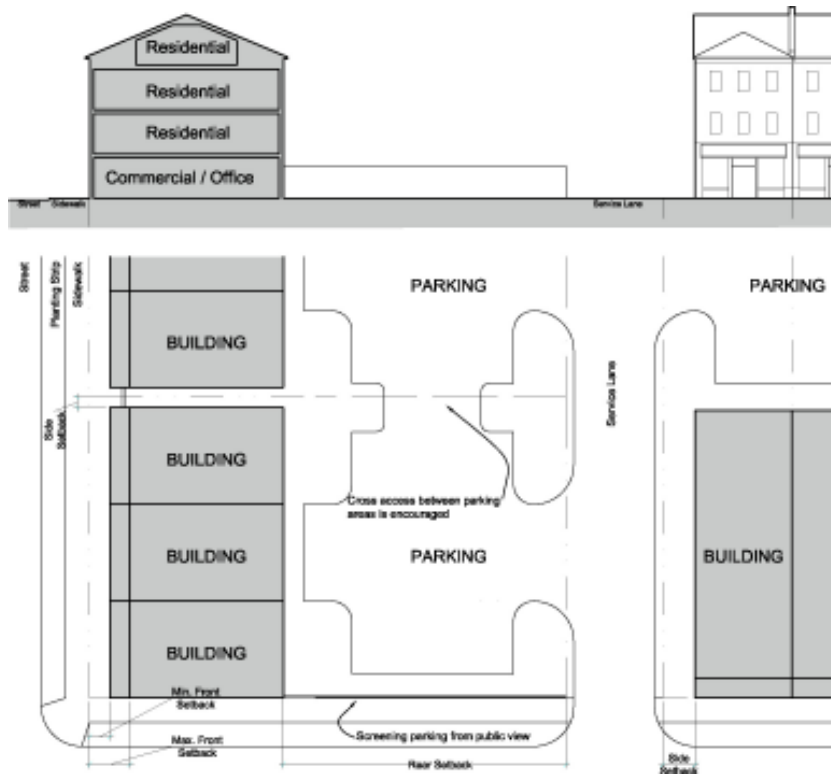 Residential
Residential
Residential
Commercial / Office
Street
Sidewalk
Service Lane
Street
Planting Strip
Sidewalk
PARKING
PARKING
BUILDING
Service Lane
Side
Setback
BUILDING
Cross access between parking
areas is encouraged
BUILDING
PARKING
BUILDING
BUILDING
Min. Front
Setback
Screening parking from public view
Max. Front
Setback
Rear Setback
Side
Setback